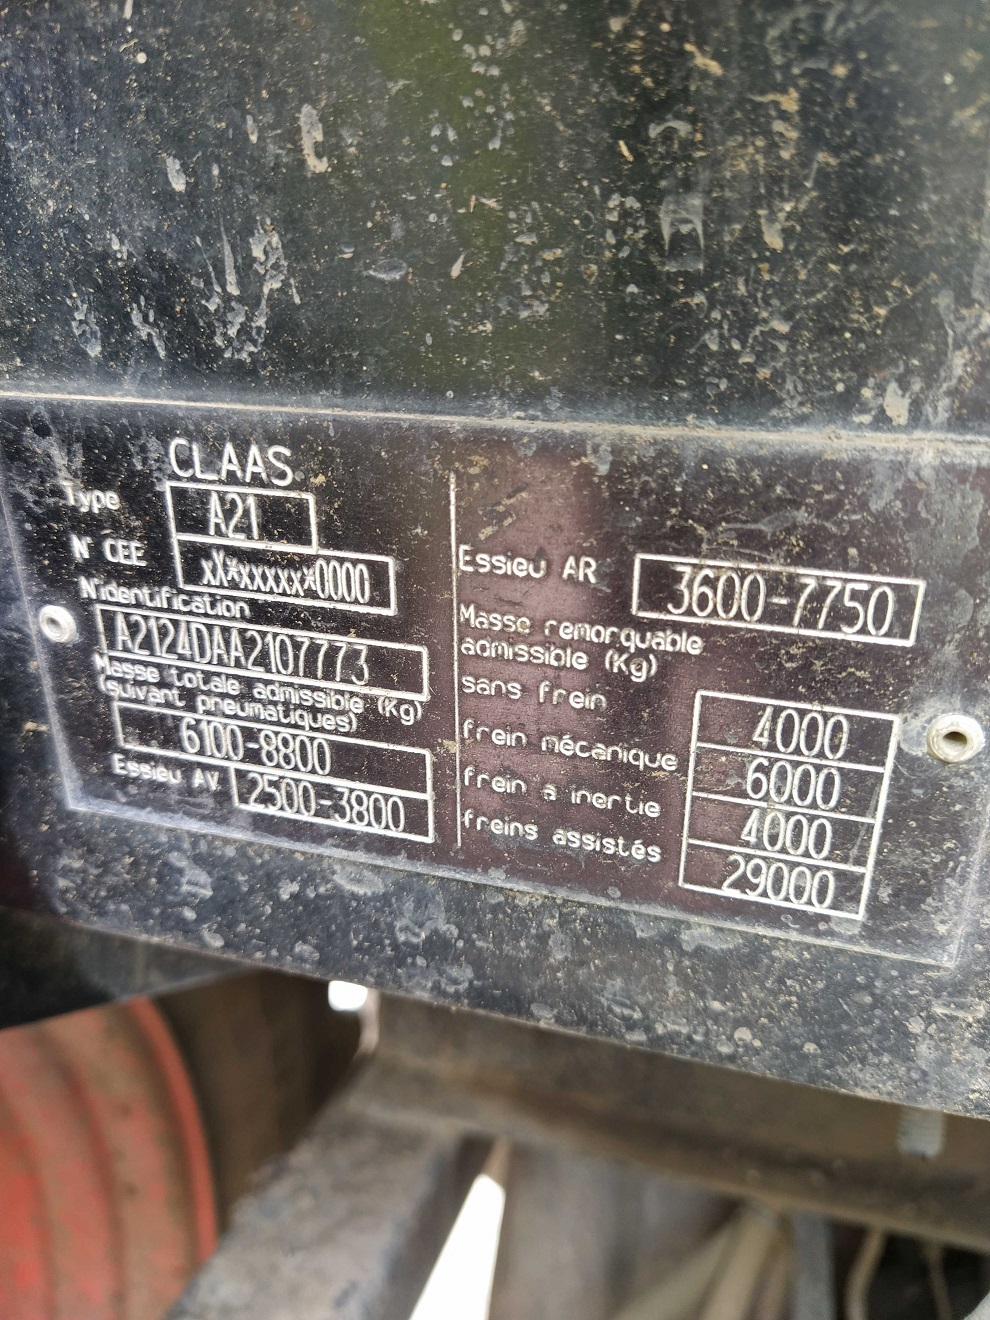 CLAAS
Type A21
N° CEE xX*xxxxxx*0000
N°identification
A2124DAA2107773
Masse totale admissible (Kg)
(suivant pneumatiques)
6100-8800
Essieu AV 2500-3800
Essieu AR 3600-7750
Masse remorquable
admissible (Kg)
sans frein 4000
frein mécanique 6000
frein à inertie 4000
freins assistés 29000